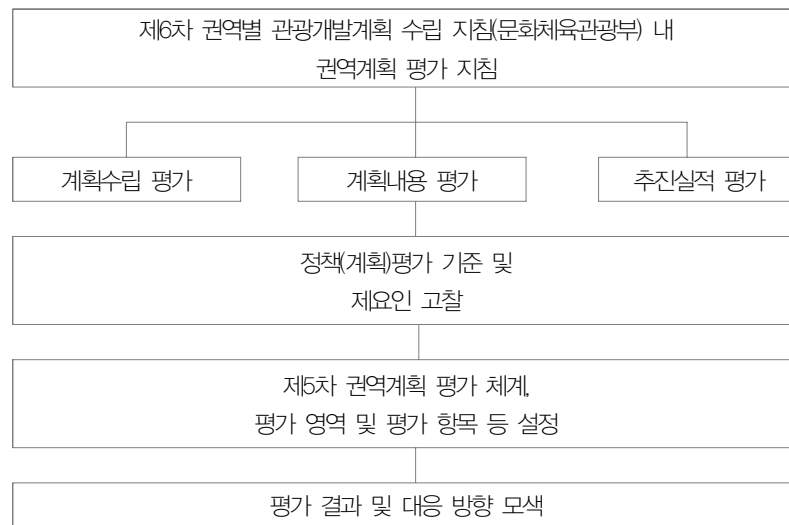 제6차 권역별 관광개발계획 수립 지침(문화체육관광부) 내
권역계획 평가 지침
계획수립 평가
계획내용 평가
추진실적 평가
정책(계획)평가 기준 및
제요인 고찰
제5차 권역계획 평가 체계,
평가 영역 및 평가 항목 등 설정
평가 결과 및 대응 방향 모색